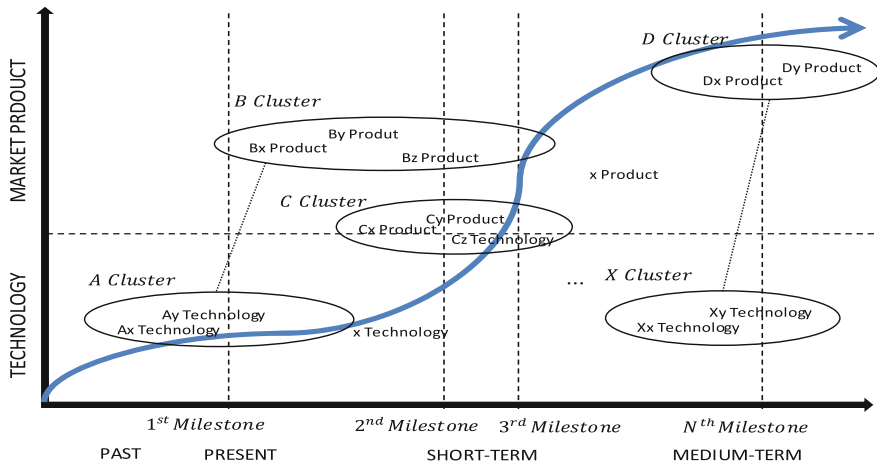 MARKET PRDOUCT
TECHNOLOGY
D Cluster
Dx Product
Dy Product
B Cluster
Bx Product
By Produt
Bz Product
x Product
C Cluster
Cx Product
Cy Product
Cz Technology
A Cluster
Ay Technology
Ax Technology
x Technology
... X Cluster
Xy Technology
Xx Technology
1st Milestone 2nd Milestone 3rd Milestone Nth Milestone
PAST PRESENT SHORT-TERM MEDIUM-TERM